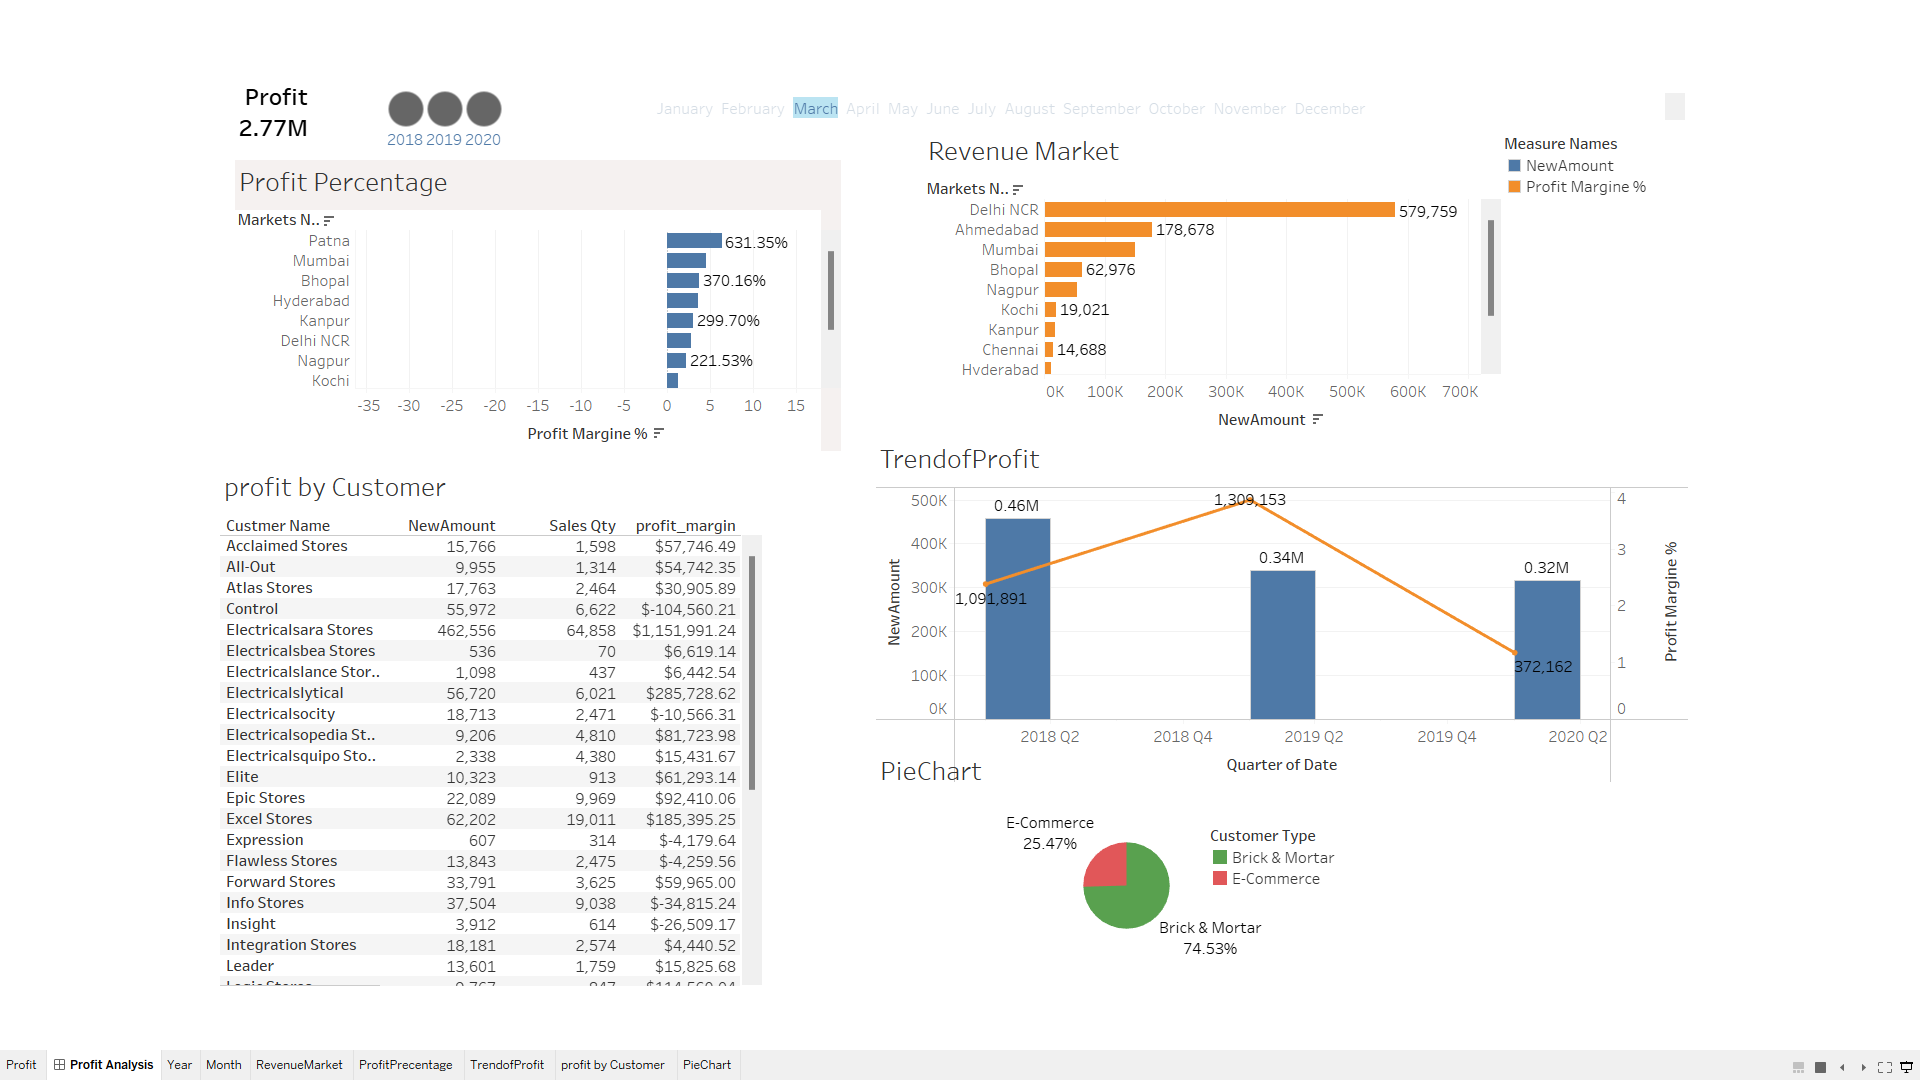 Profit
2.77M
2018 2019 2020
January February March April May June July August September October November December
Profit Percentage
Markets N..
Patna 631.35%
Mumbai
Bhopal 370.16%
Hyderabad
Kanpur 299.70%
Delhi NCR
Nagpur 221.53%
Kochi
-35 -30 -25 -20 -15 -10 -5 0 5 10 15
Profit Margine %
Revenue Market
Markets N..
Delhi NCR 579,759
Ahmedabad 178,678
Mumbai
Bhopal 62,976
Nagpur
Kochi 19,021
Kanpur
Chennai 14,688
Hyderabad
0K 100K 200K 300K 400K 500K 600K 700K
NewAmount
Measure Names
NewAmount
Profit Margine %
profit by Customer
Custmer Name NewAmount Sales Qty profit_margin
Acclaimed Stores 15,766 1,598 $57,746.49
All-Out 9,955 1,314 $54,742.35
Atlas Stores 17,763 2,464 $30,905.89
Control 55,972 6,622 $-104,560.21
Electricalsara Stores 462,556 64,858 $1,151,991.24
Electricalsbea Stores 536 70 $6,619.14
Electricalslance Stor.. 1,098 437 $6,442.54
Electricalslytical 56,720 6,021 $285,728.62
Electricalsocity 18,713 2,471 $-10,566.31
Electricalsopedia St.. 9,206 4,810 $81,723.98
Electricalsquipo Sto.. 2,338 4,380 $15,431.67
Elite 10,323 913 $61,293.14
Epic Stores 22,089 9,969 $92,410.06
Excel Stores 62,202 19,011 $185,395.25
Expression 607 314 $-4,179.64
Flawless Stores 13,843 2,475 $-4,259.56
Forward Stores 33,791 3,625 $59,965.00
Info Stores 37,504 9,038 $-34,815.24
Insight 3,912 614 $-26,509.17
Integration Stores 18,181 2,574 $4,440.52
Leader 13,601 1,759 $15,825.68
TrendofProfit
NewAmount
500K
400K
300K
200K
100K
0K
0.46M
0.34M
0.32M
1,091,891
1,309,153
372,162
4
3
2
1
0
Profit Margine %
2018 Q2 2018 Q4 2019 Q2 2019 Q4 2020 Q2
Quarter of Date
PieChart
E-Commerce
25.47%
Brick & Mortar
74.53%
Customer Type
Brick & Mortar
E-Commerce
Profit Profit Analysis Year Month RevenueMarket ProfitPrecentage TrendofProfit profit by Customer PieChart